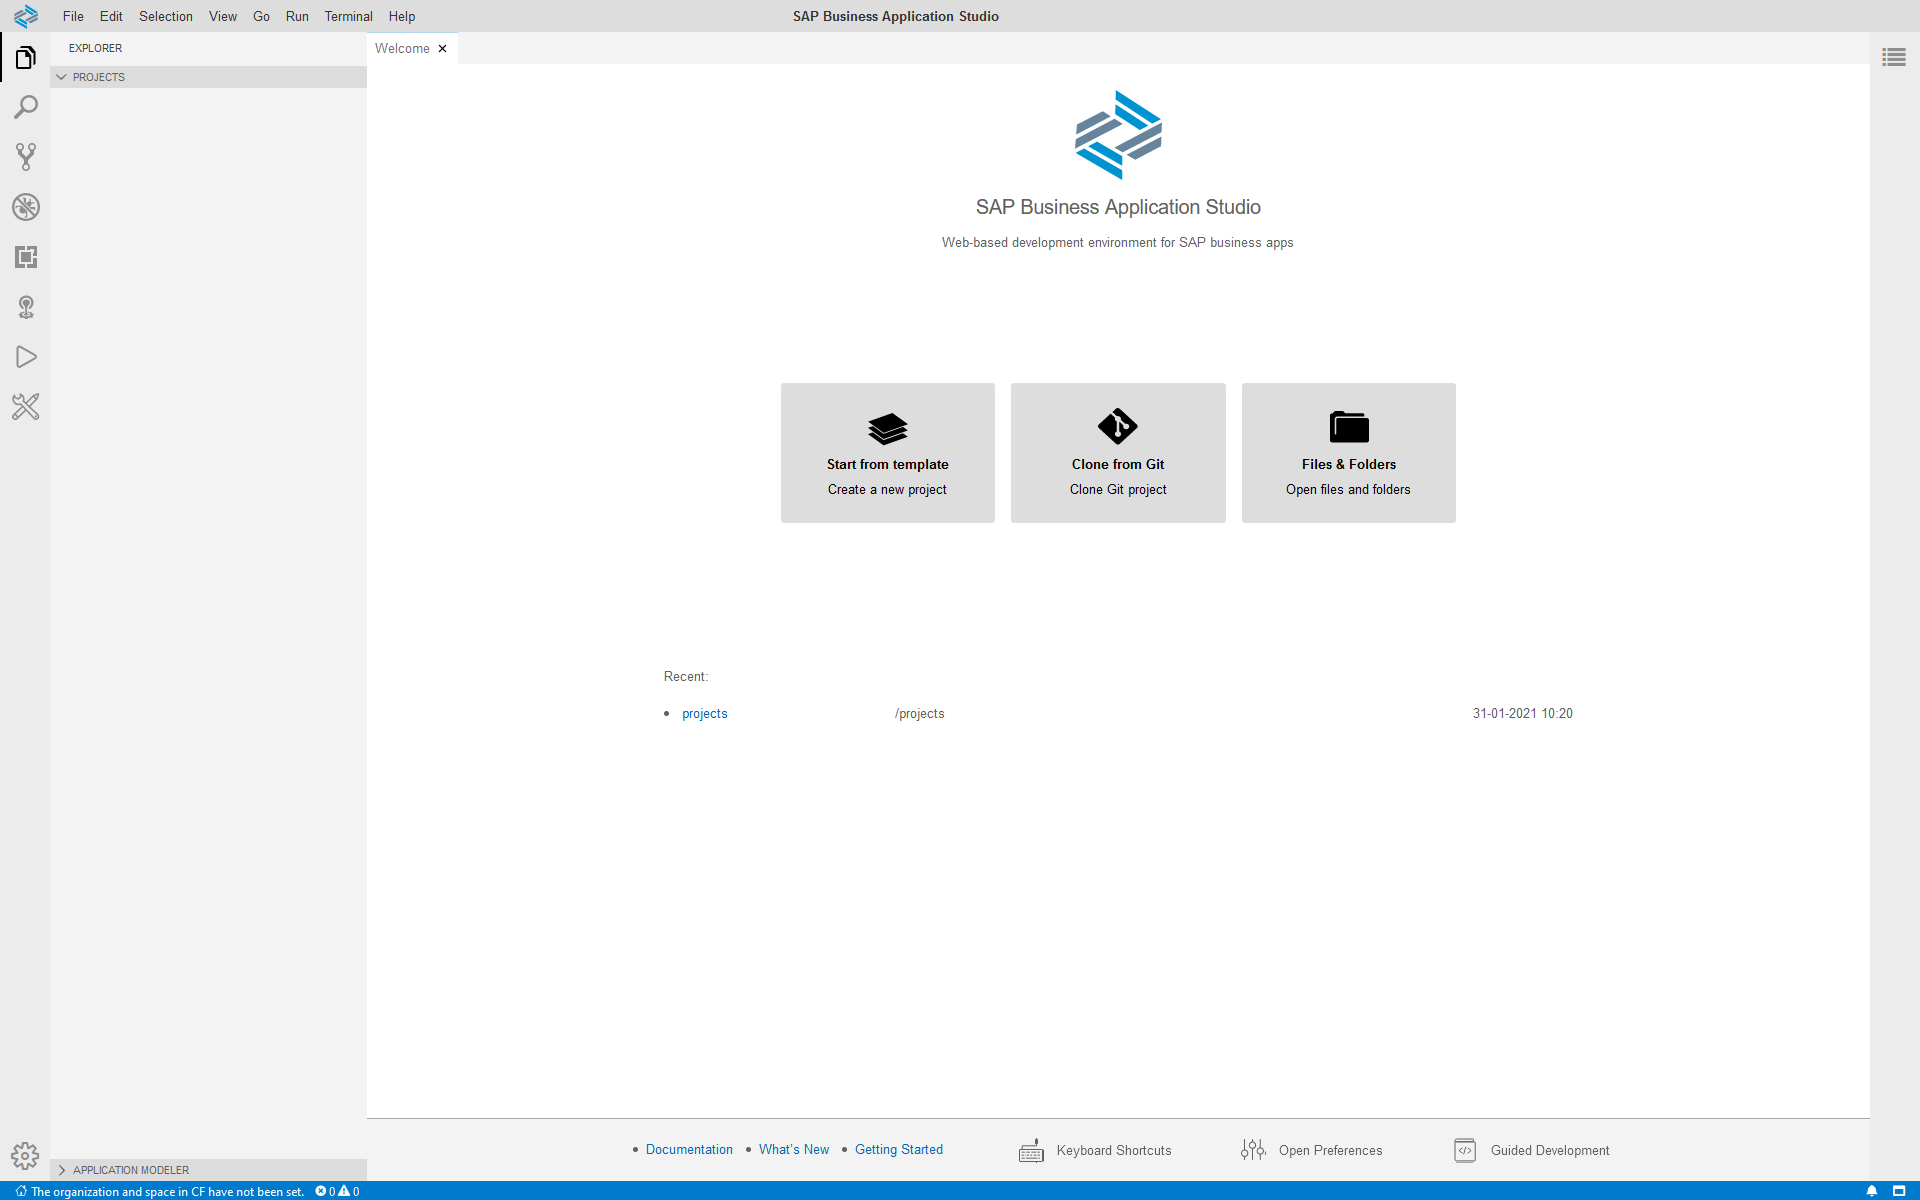 File Edit Selection View Go Run Terminal Help
SAP Business Application Studio
EXPLORER
PROJECTS
Welcome
SAP Business Application Studio
Web-based development environment for SAP business apps
Start from template
Create a new project
Clone from Git
Clone Git project
Files & Folders
Open files and folders
Recent:
• projects /projects 31-01-2021 10:20
• Documentation • What's New • Getting Started Keyboard Shortcuts Open Preferences Guided Development
APPLICATION MODELER
The organization and space in CF have not been set. 0 0